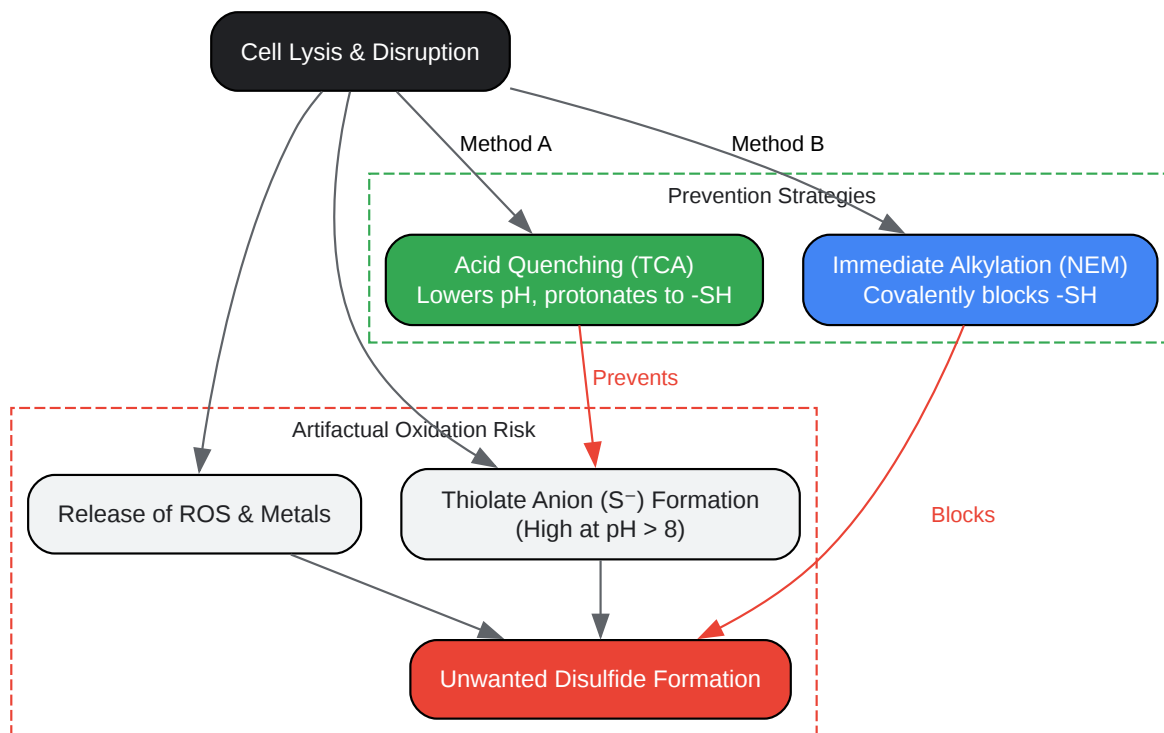 Cell Lysis & Disruption
Method A
Method B
Prevention Strategies
Acid Quenching (TCA)
Lowers pH, protonates to -SH
Immediate Alkylation (NEM)
Covalently blocks -SH
Prevents
Artifactual Oxidation Risk
Release of ROS & Metals
Thiolate Anion (S⁻) Formation
(High at pH > 8)
Blocks
Unwanted Disulfide Formation